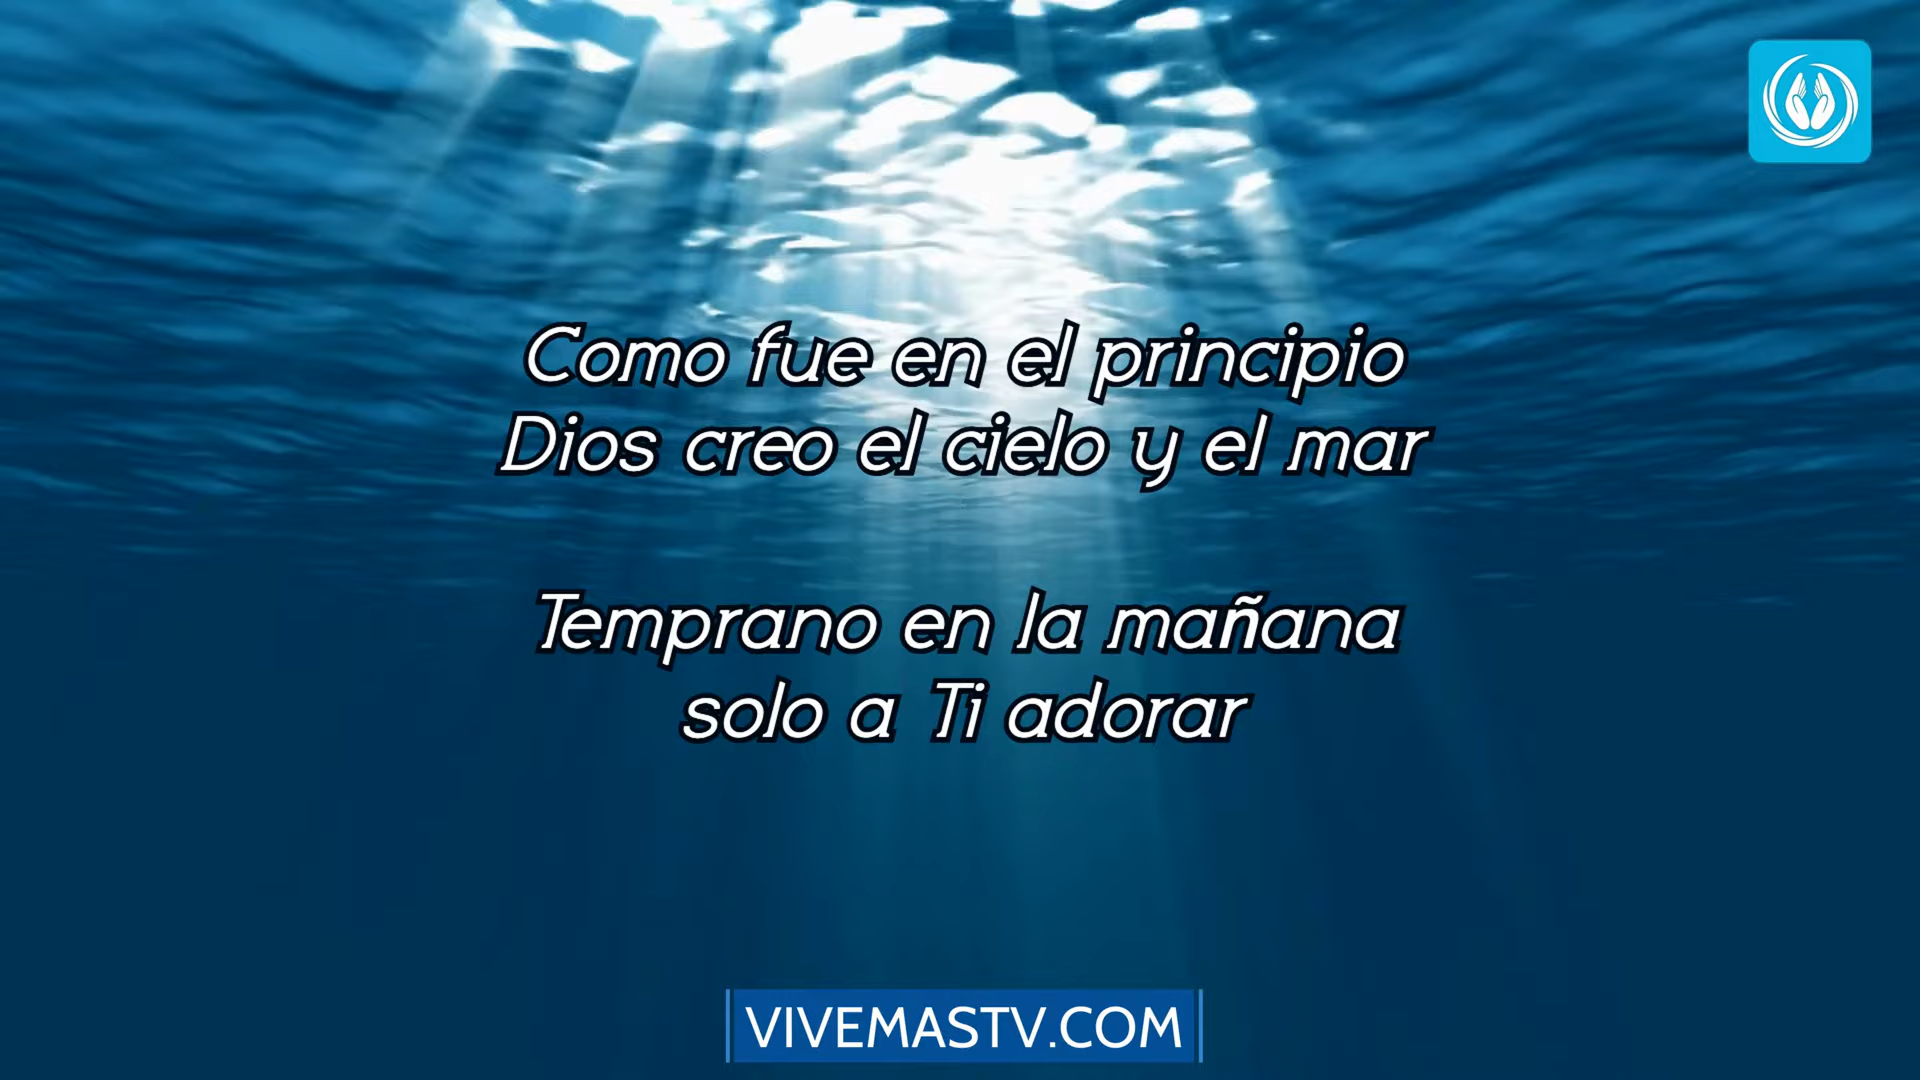 Como fue en el principio
Dios creo el cielo y el mar
Temprano en la mañana
solo a Ti adorar
VIVEMASTV.COM